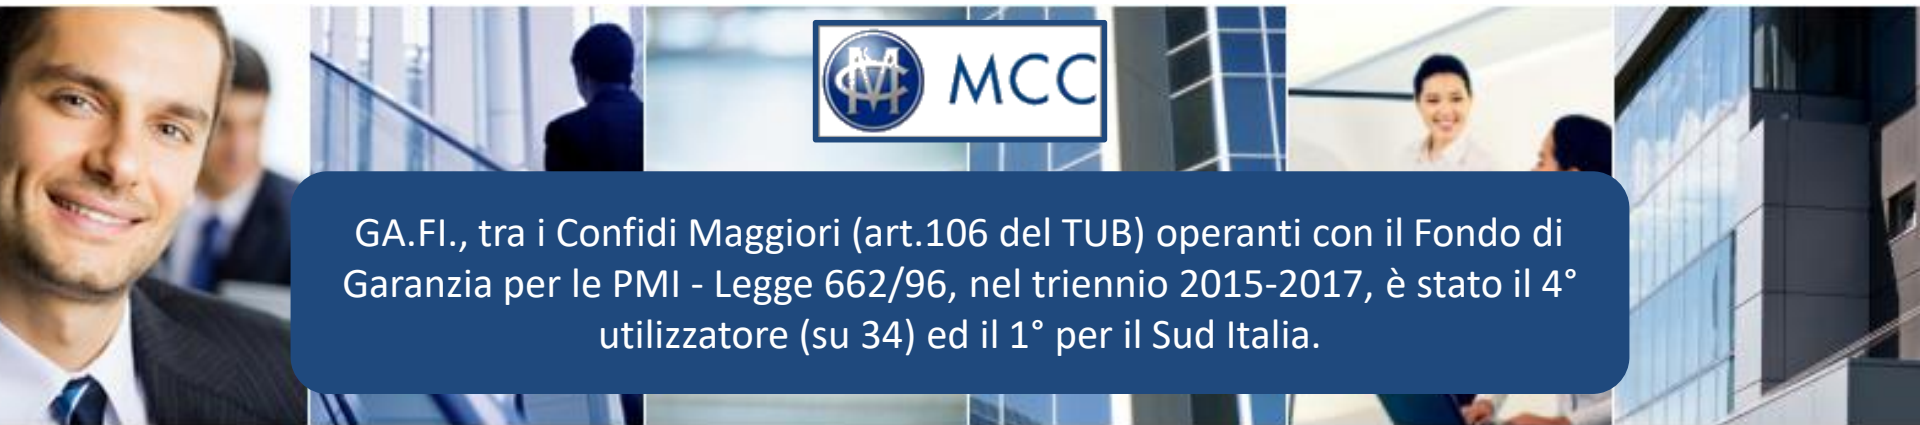 MCC
GA.FI., tra i Confidi Maggiori (art.106 del TUB) operanti con il Fondo di
Garanzia per le PMI - Legge 662/96, nel triennio 2015-2017, è stato il 4°
utilizzatore (su 34) ed il 1° per il Sud Italia.